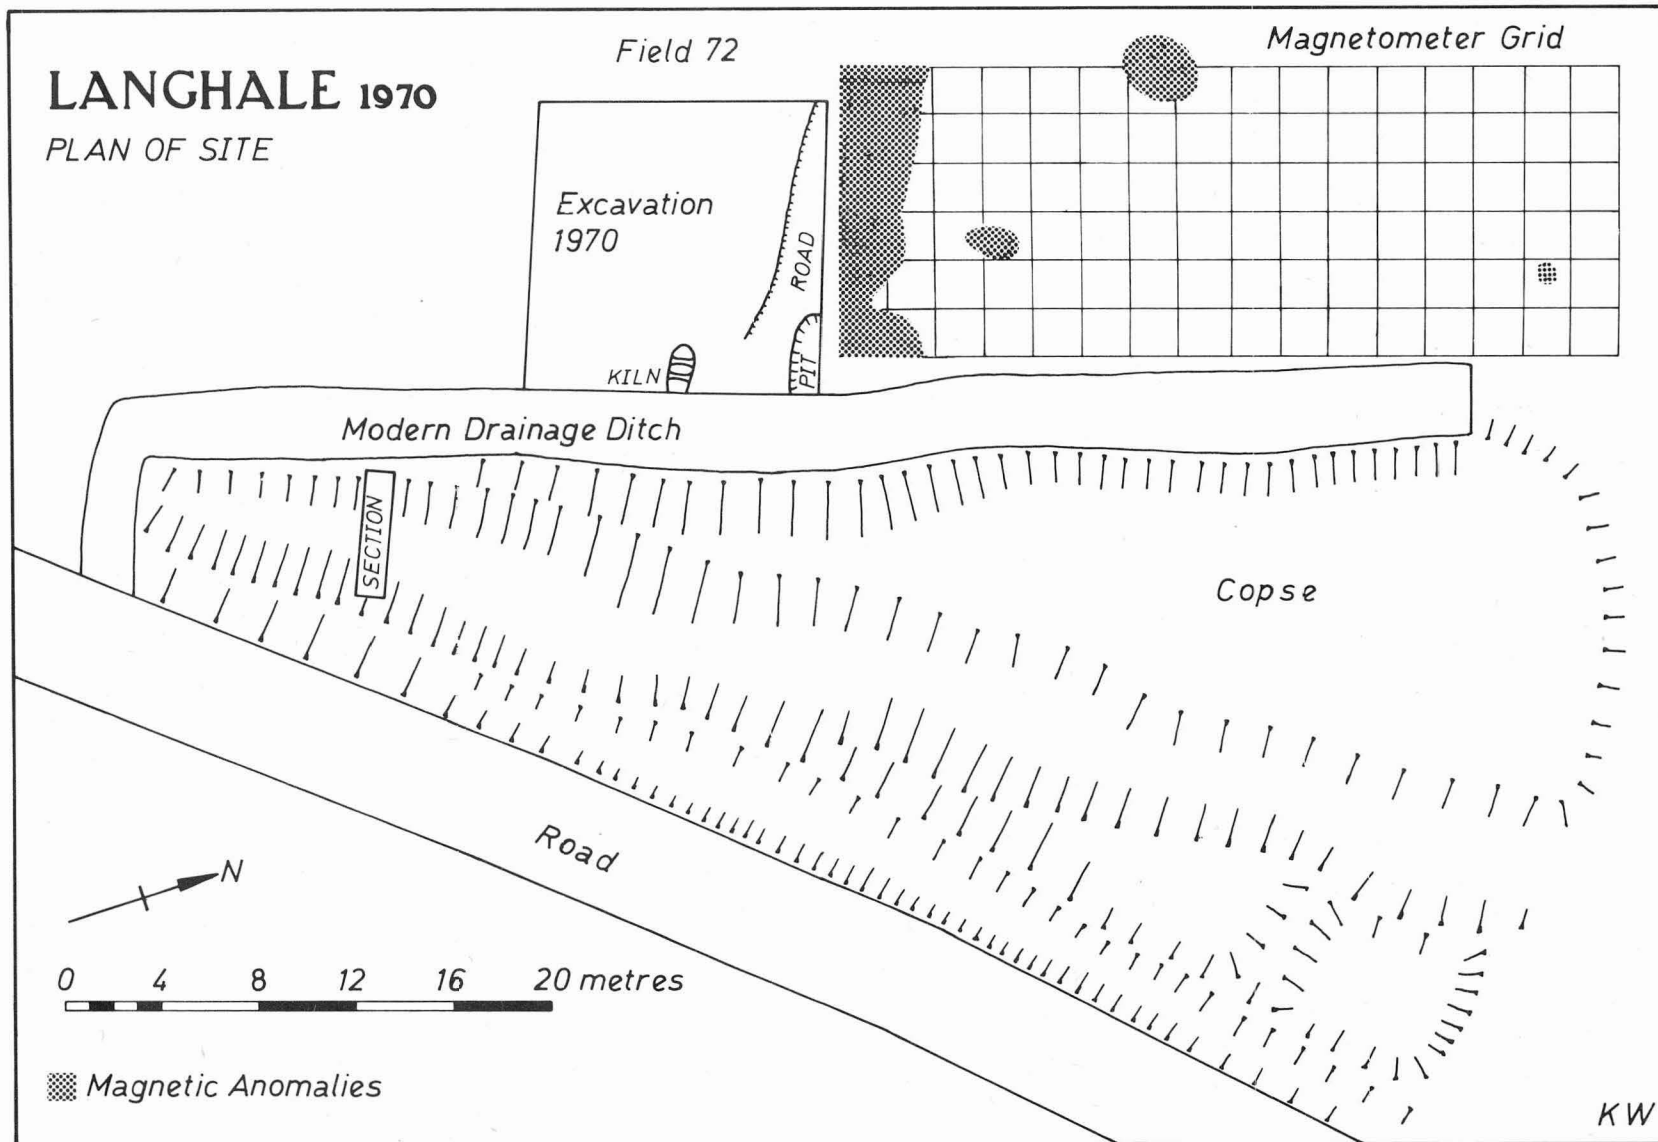 LANGHALE 1970
PLAN OF SITE
Field 72
Magnetometer Grid
Excavation
1970
ROAD
KILN
PIT
Modern Drainage Ditch
SECTION
Copse
Road
N
0 4 8 12 16 20 metres
Magnetic Anomalies
KW